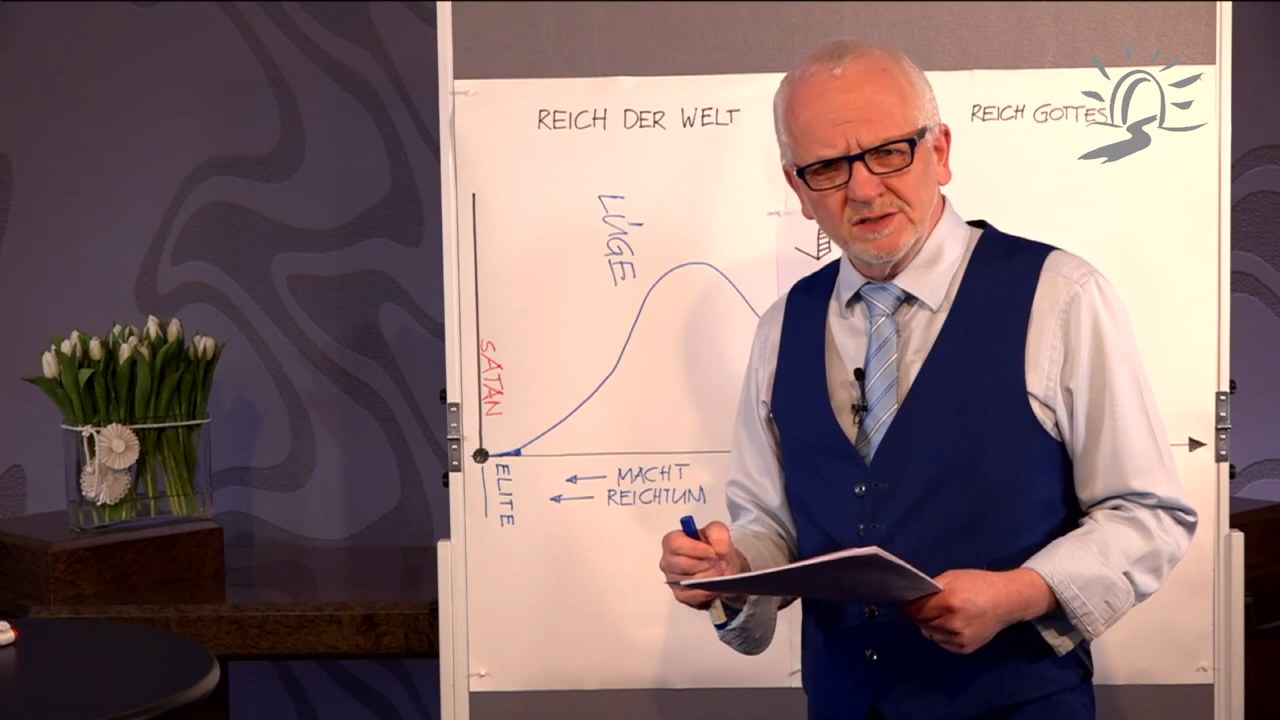 REICH DER WELT
REICH GOTTES
LÜGE
SATAN
ELITE
MACHT
REICHTUM